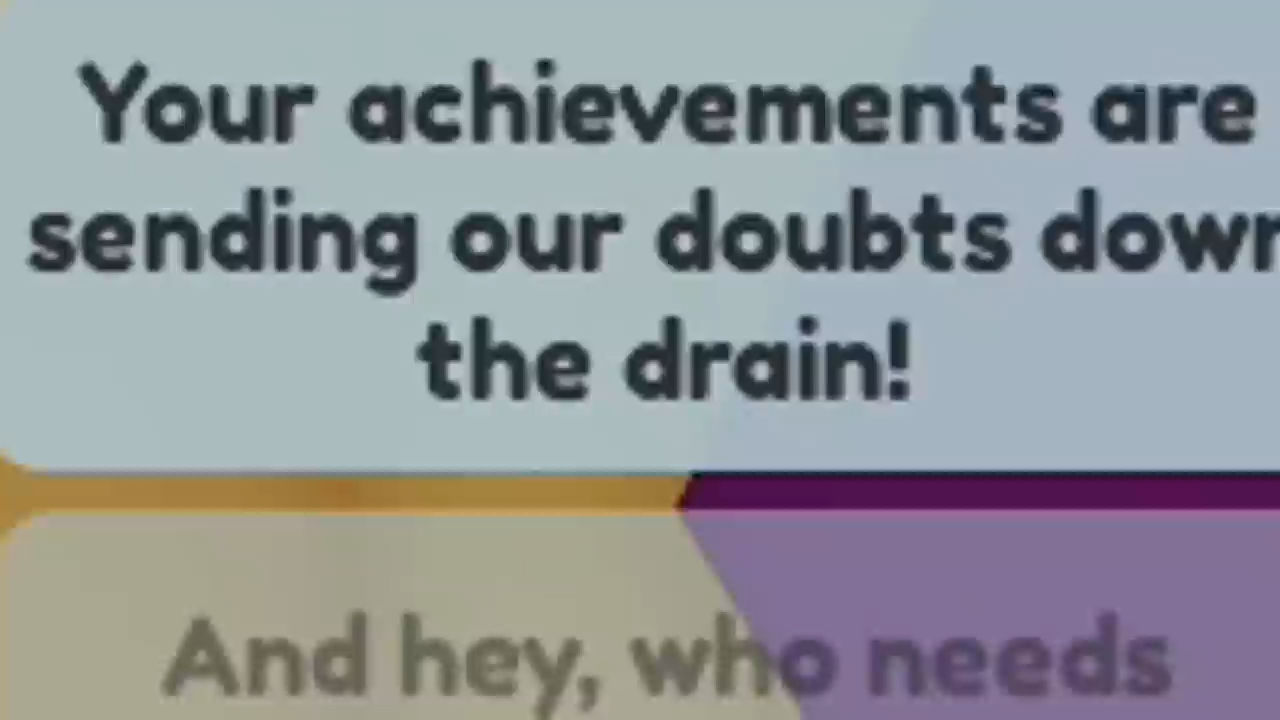 Your achievements are
sending our doubts down
the drain!
And hey, who needs